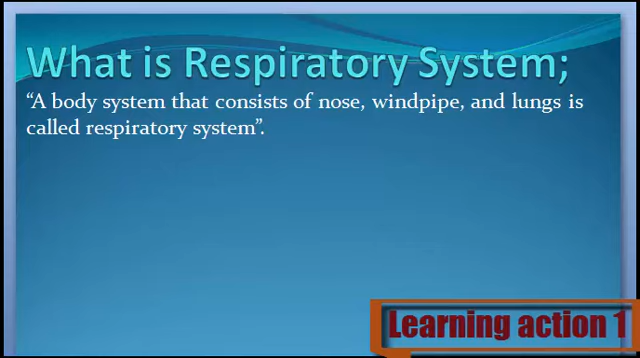 What is Respiratory System;
“A body system that consists of nose, windpipe, and lungs is
called respiratory system”.
Learning action 1